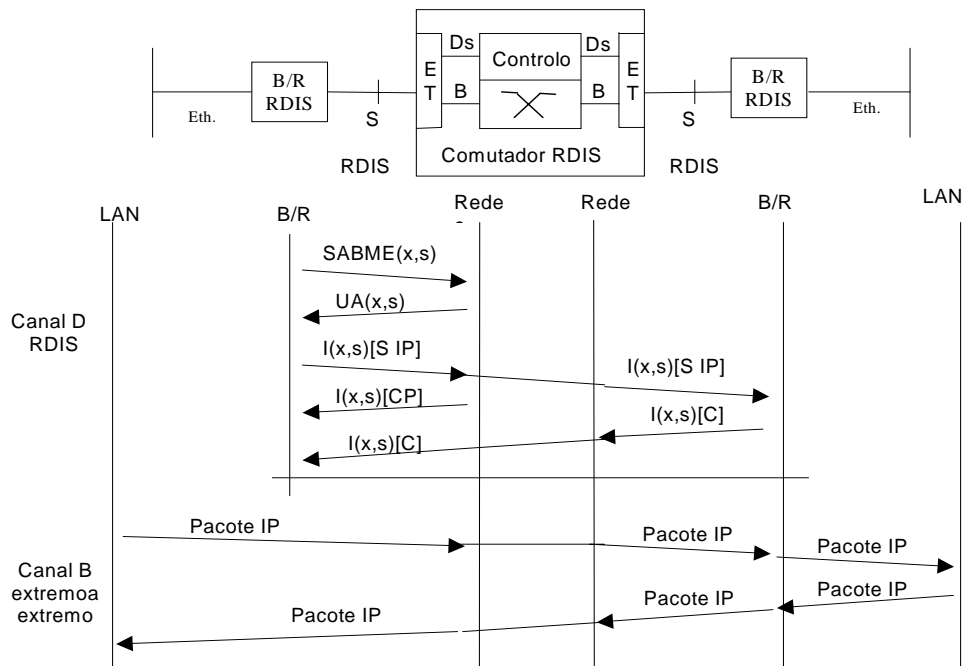 Ds
Ds
Controlo
E
T
E
T
B
B
B/R
RDIS
B/R
RDIS
Eth.
Eth.
S
S
Comutador RDIS
RDIS
RDIS
LAN
B/R
Rede
Rede
B/R
LAN
SABME(x,s)
UA(x,s)
Canal D
RDIS
I(x,s)[S IP]
I(x,s)[S IP]
I(x,s)[CP]
I(x,s)[C]
I(x,s)[C]
Pacote IP
Pacote IP
Pacote IP
Canal B
extremoa
extremo
Pacote IP
Pacote IP
Pacote IP